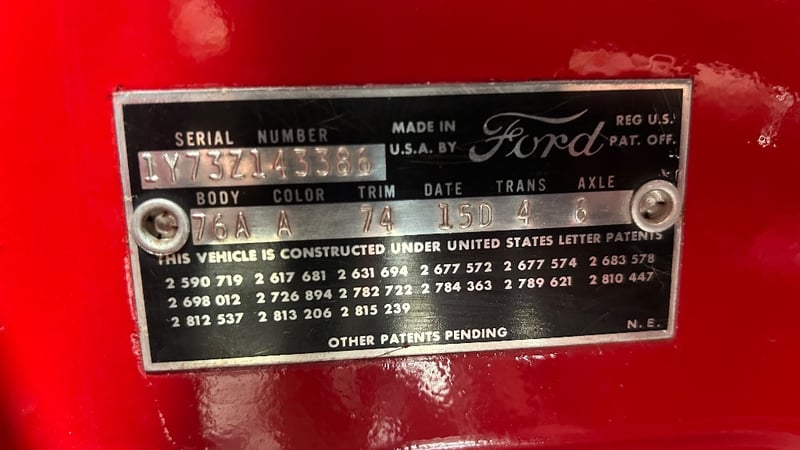 SERIAL NUMBER
MADE IN U.S.A. BY
Ford
REG U.S. PAT. OFF.
1Y73Z143386
BODY COLOR TRIM DATE TRANS AXLE
76A A 74 15D 4 6
THIS VEHICLE IS CONSTRUCTED UNDER UNITED STATES LETTER PATENTS
2 590 719 2 617 681 2 631 694 2 677 572 2 677 574 2 683 578
2 698 012 2 726 894 2 782 722 2 784 363 2 789 621 2 810 447
2 812 537 2 813 206 2 815 239
OTHER PATENTS PENDING
N.E.